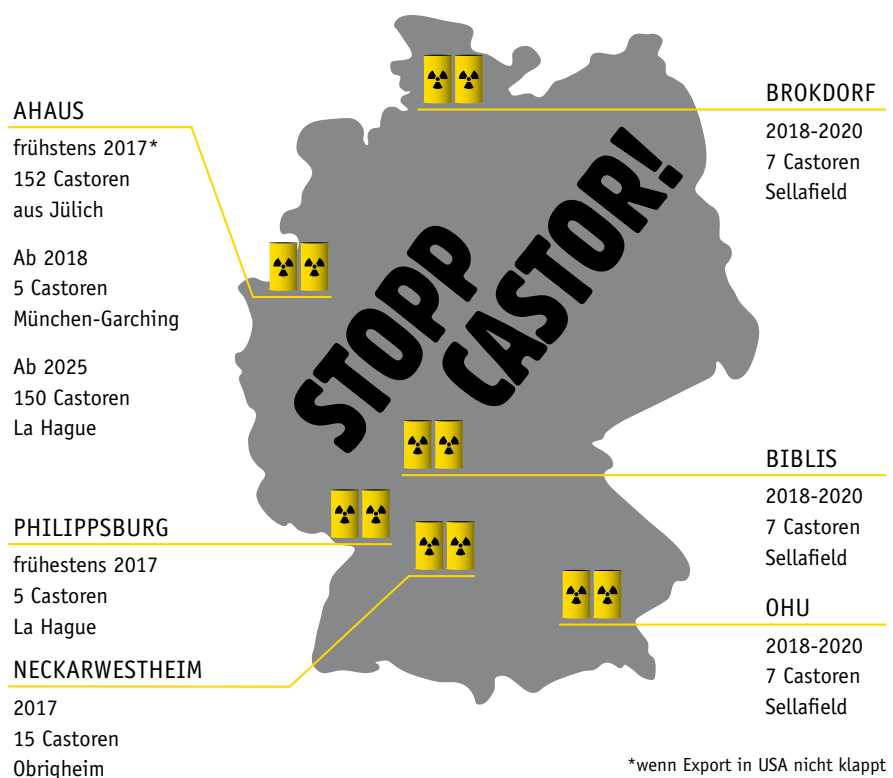 AHAUS
frühstens 2017*
152 Castoren
aus Jülich
Ab 2018
5 Castoren
München-Garching
Ab 2025
150 Castoren
La Hague
PHILIPPSBURG
frühestens 2017
5 Castoren
La Hague
NECKARWESTHEIM
2017
15 Castoren
Obrigheim
STOPP
CASTOR!
BROKDORF
2018-2020
7 Castoren
Sellafield
BIBLIS
2018-2020
7 Castoren
Sellafield
OHU
2018-2020
7 Castoren
Sellafield
*wenn Export in USA nicht klappt